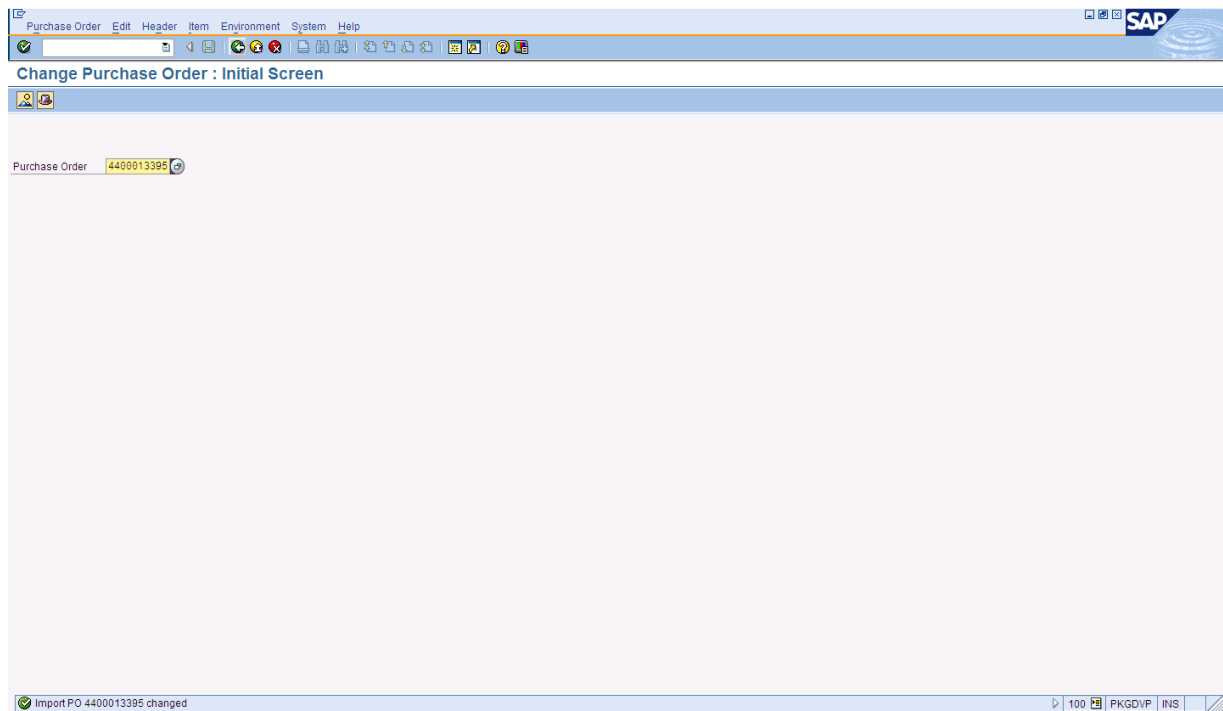 Purchase Order Edit Header Item Environment System Help
SAP
Change Purchase Order : Initial Screen
Purchase Order 4400013395
Import PO 4400013395 changed
100 PKGDVP INS